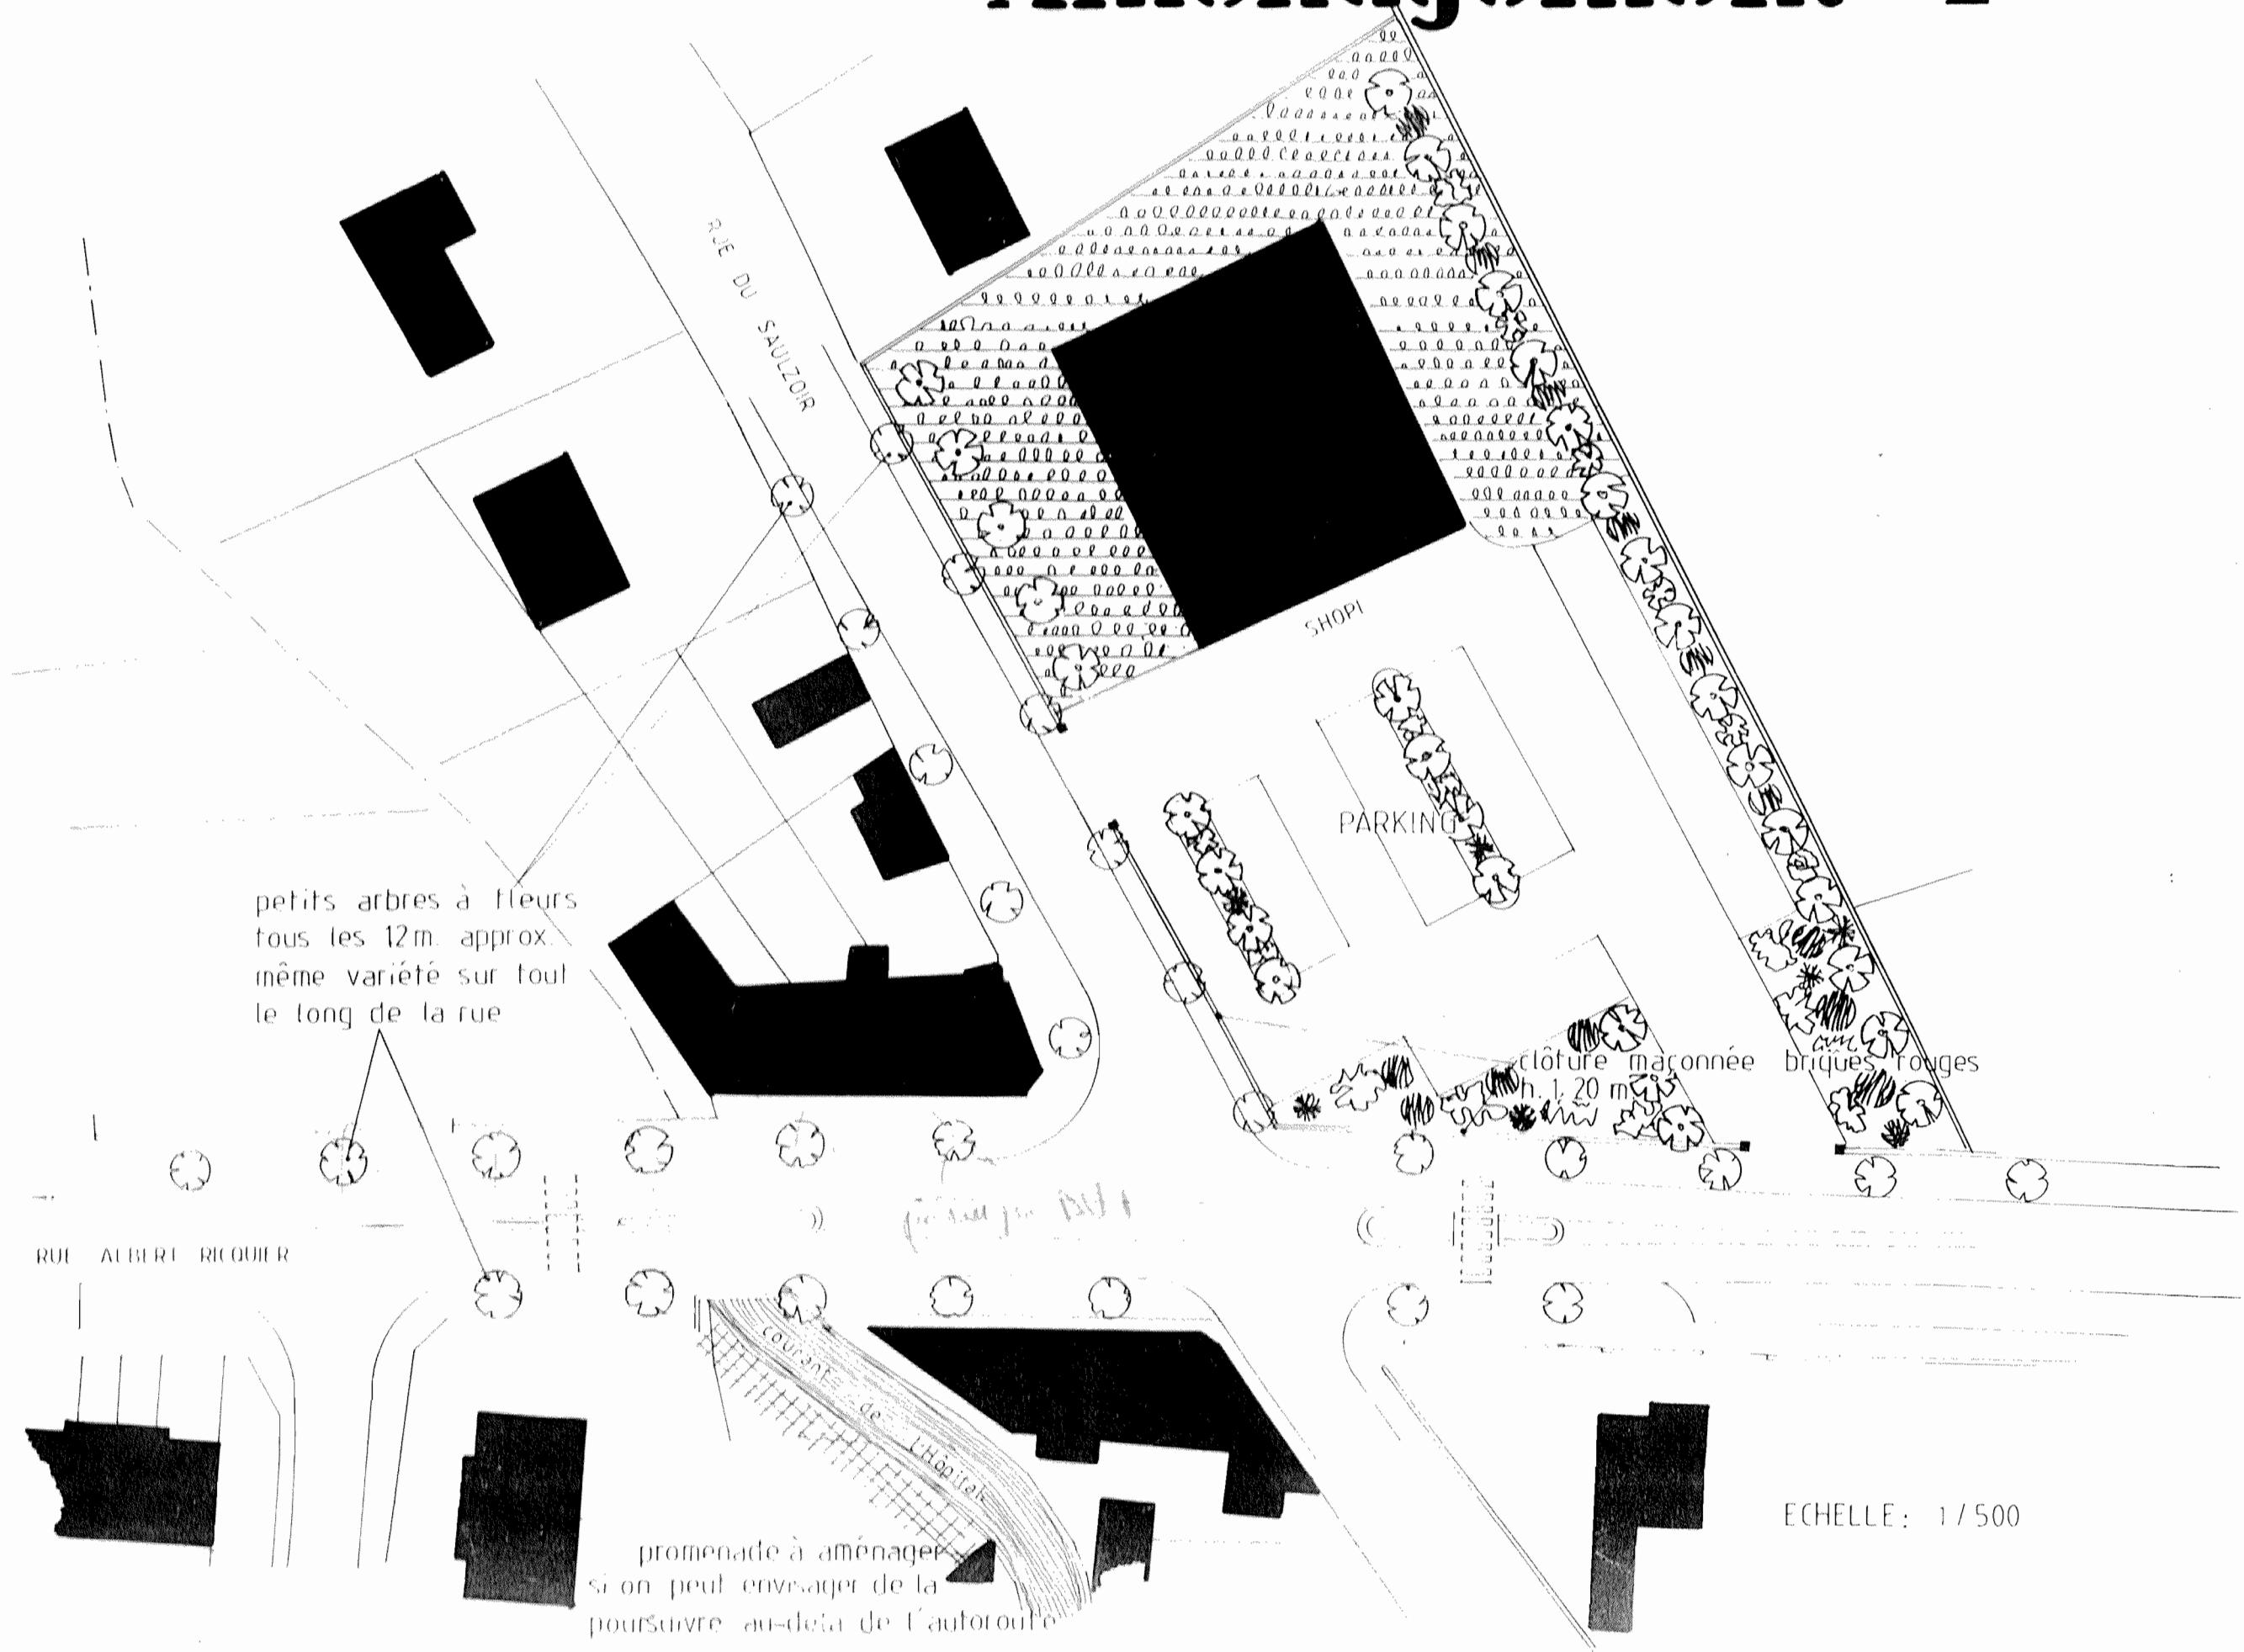 RUE DU SAULZOIR
SHOPI
PARKING
petits arbres à fleurs
tous les 12m. approx.
même variété sur tout
le long de la rue
clôture maçonnée briques rouges
h. 1.20 m
RUE ALBERT RICQUIER
courant de l'Hôpital
ECHELLE: 1/500
promenade à aménager
si on peut envisager de la
poursuivre au-delà de l'autoroute